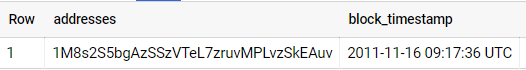 Row addresses block_timestamp
1 1M8s2S5bgAzSSzVTeL7zruvMPLvzSkEAuv 2011-11-16 09:17:36 UTC